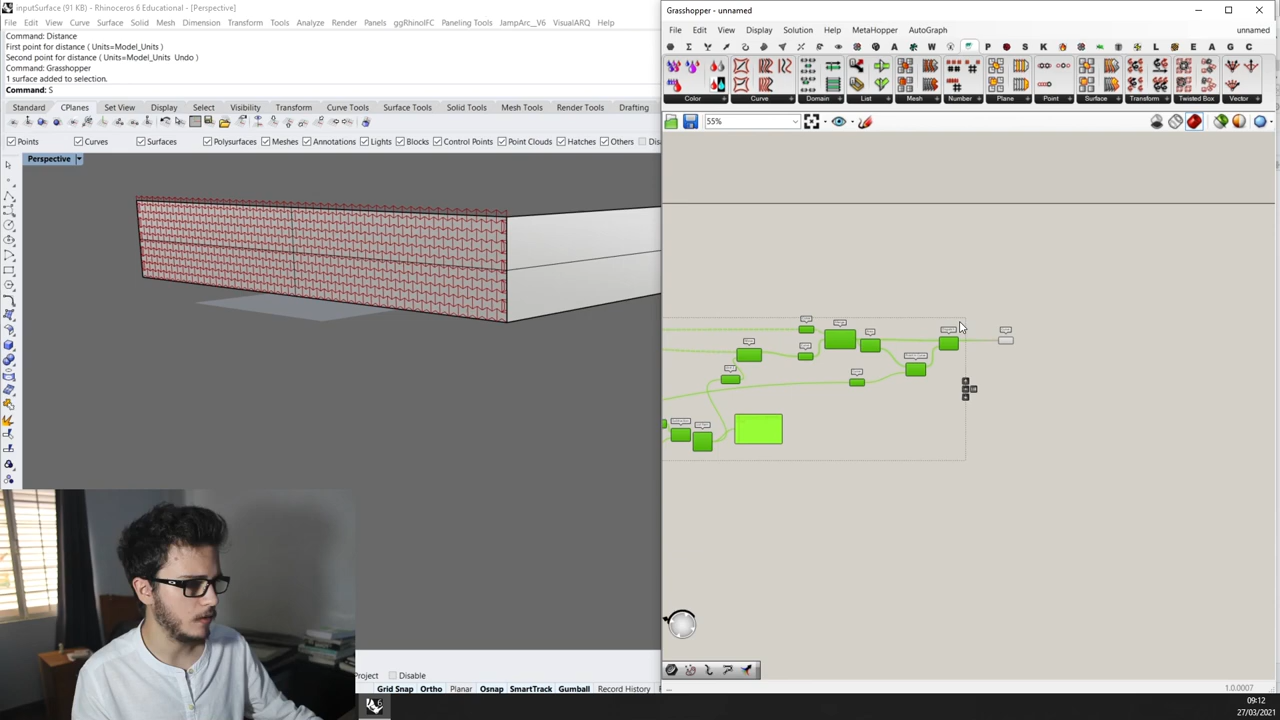 inputSurface (91 KB) - Rhinoceros 6 Educational - [Perspective]
File Edit View Curve Surface Solid Mesh Dimension Transform Tools Analyze Render Panels ggRhinoIFC Paneling Tools JampArc_V6 VisualARQ Help
Command: Distance
First point for distance ( Units=Model_Units )
Second point for distance ( Units=Model_Units Undo )
Command: Grasshopper
1 surface added to selection.
Command: S
Standard CPlanes Set View Display Select Visibility Transform Curve Tools Surface Tools Solid Tools Mesh Tools Render Tools Drafting
Points Curves Surfaces Polysurfaces Meshes Annotations Lights Blocks Control Points Point Clouds Hatches Others
Perspective
Project Disable
Grid Snap Ortho Planar Osnap SmartTrack Gumball Record History
Grasshopper - unnamed
File Edit View Display Solution Help MetaHopper AutoGraph unnamed
A W P S K E L E A G C
Color Curve Domain List Mesh Number Plane Point Surface Transform Twisted Box Vector
55%
...
1.0.0007
09:12
27/03/2021